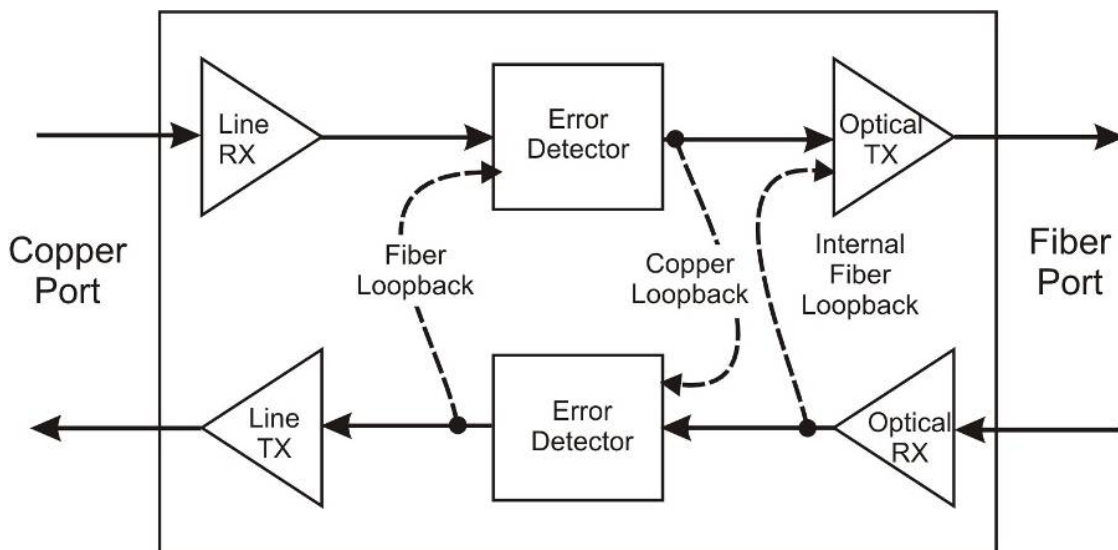 Line
RX
Error
Detector
Optical
TX
Copper
Port
Fiber
Loopback
Copper
Loopback
Internal
Fiber
Loopback
Fiber
Port
Line
TX
Error
Detector
Optical
RX